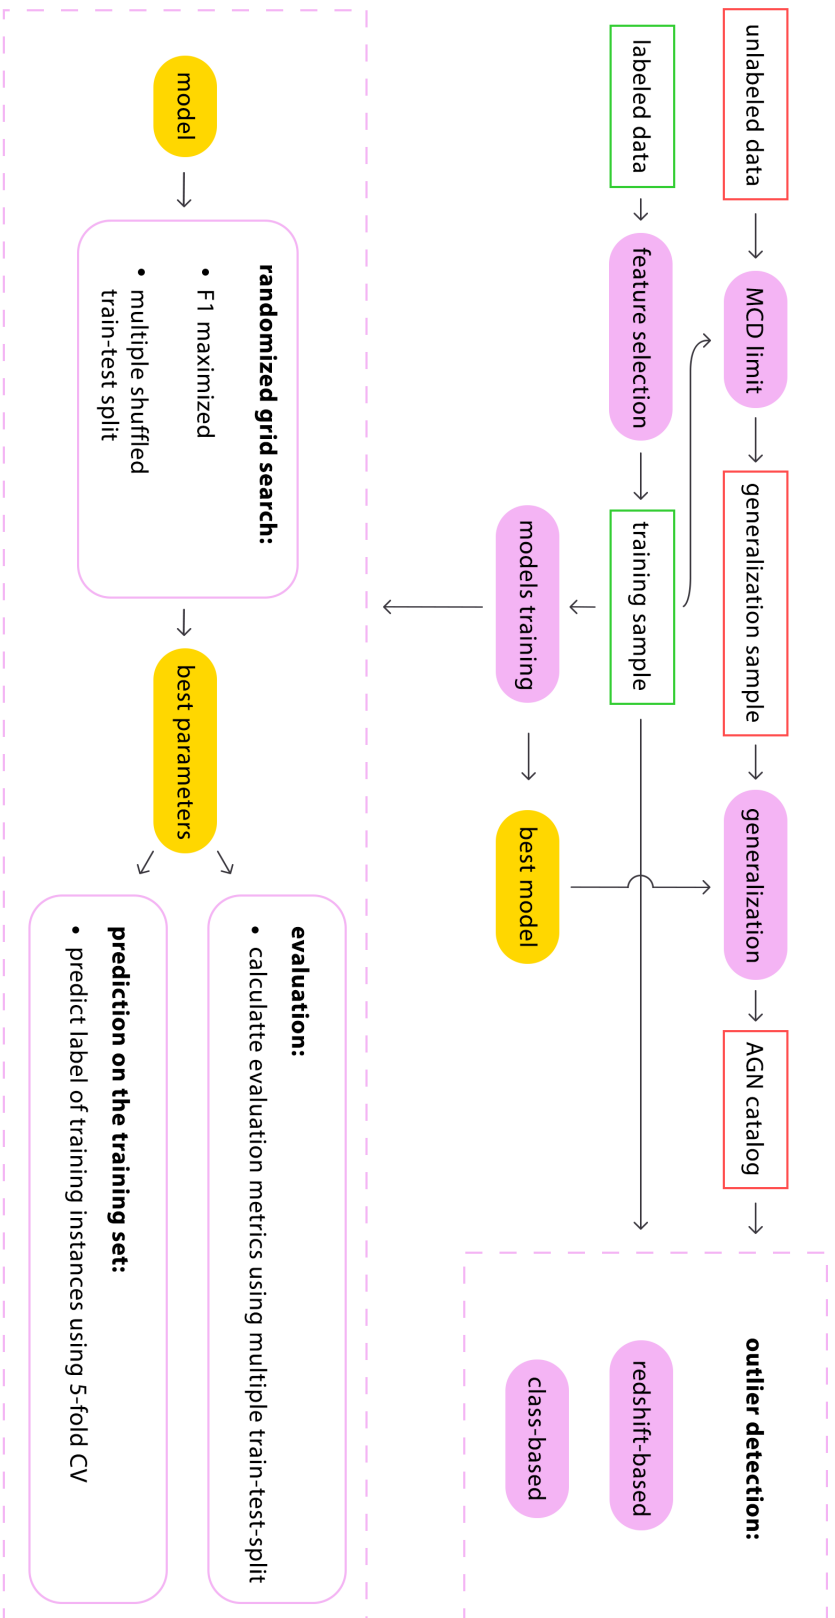 unlabeled data
MCD limit
generalization sample
generalization
AGN catalog
labeled data
feature selection
training sample
models training
best model
outlier detection:
redshift-based
class-based
model
randomized grid search:
• F1 maximized
• multiple shuffled
train-test split
best parameters
evaluation:
• calculatte evaluation metrics using multiple train-test-split
prediction on the training set:
• predict label of training instances using 5-fold CV